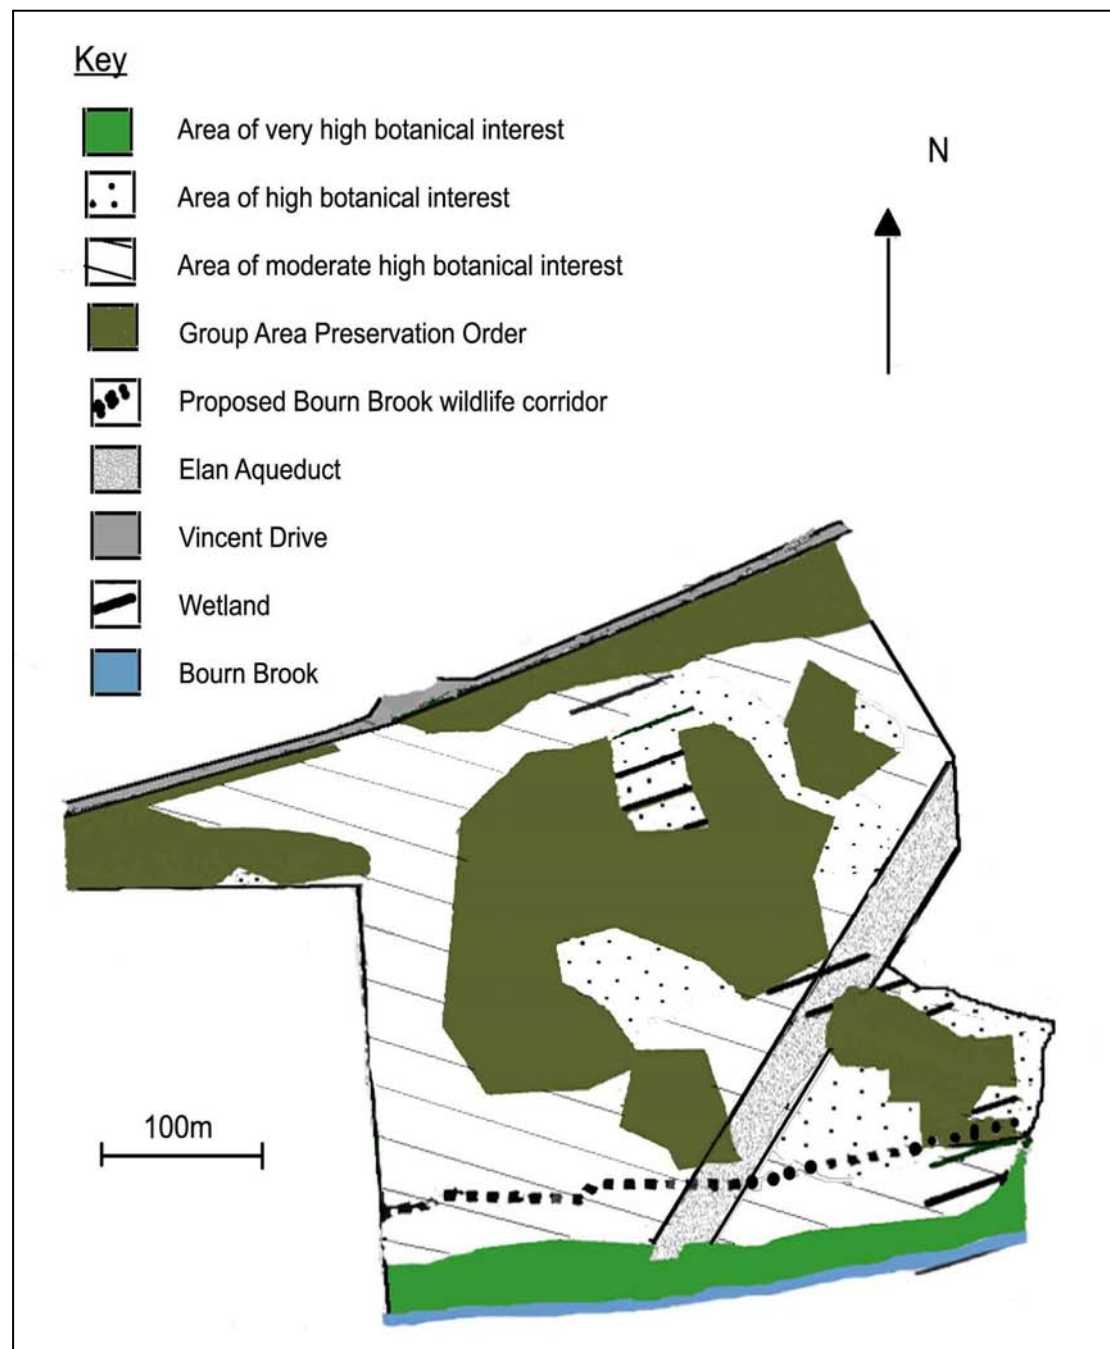 Key
Area of very high botanical interest
N
Area of high botanical interest
Area of moderate high botanical interest
Group Area Preservation Order
Proposed Bourn Brook wildlife corridor
Elan Aqueduct
Vincent Drive
Wetland
Bourn Brook
100m